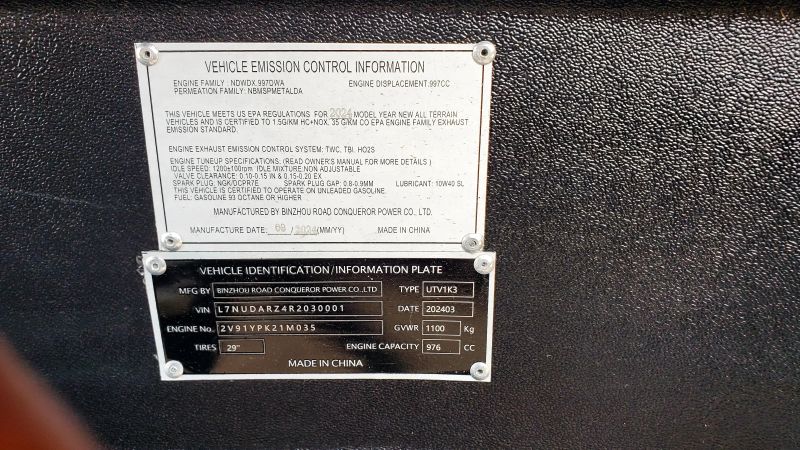 VEHICLE EMISSION CONTROL INFORMATION
ENGINE FAMILY : NDWDX.997DWA ENGINE DISPLACEMENT.997CC
PERMEATION FAMILY: NBMSPMETALDA
THIS VEHICLE MEETS US EPA REGULATIONS FOR 2024 MODEL YEAR NEW ALL TERRAIN
VEHICLES AND IS CERTIFIED TO 1.5G/KM HC+NOX, 35 G/KM CO EPA ENGINE FAMILY EXHAUST
EMISSION STANDARD.
ENGINE EXHAUST EMISSION CONTROL SYSTEM: TWC, TBI, HO2S
ENGINE TUNEUP SPECIFICATIONS: (READ OWNER'S MANUAL FOR MORE DETAILS )
IDLE SPEED: 1200±100rpm IDLE MIXTURE:NON ADJUSTABLE
VALVE CLEARANCE: 0.10-0.15 IN & 0.15-0.20 EX
SPARK PLUG: NGK/DCPR7E SPARK PLUG GAP: 0.8-0.9MM LUBRICANT: 10W40 SL
THIS VEHICLE IS CERTIFIED TO OPERATE ON UNLEADED GASOLINE.
FUEL: GASOLINE 93 OCTANE OR HIGHER
MANUFACTURED BY BINZHOU ROAD CONQUEROR POWER CO., LTD.
MANUFACTURE DATE: / 2024(MM/YY) MADE IN CHINA
VEHICLE IDENTIFICATION/INFORMATION PLATE
MFG BY BINZHOU ROAD CONQUEROR POWER CO.,LTD TYPE UTV1K3
VIN L7NUDARZ4R2030001 DATE 202403
ENGINE No. 2V91YPK21M035 GVWR 1100 Kg
TIRES 29" ENGINE CAPACITY 976 CC
MADE IN CHINA